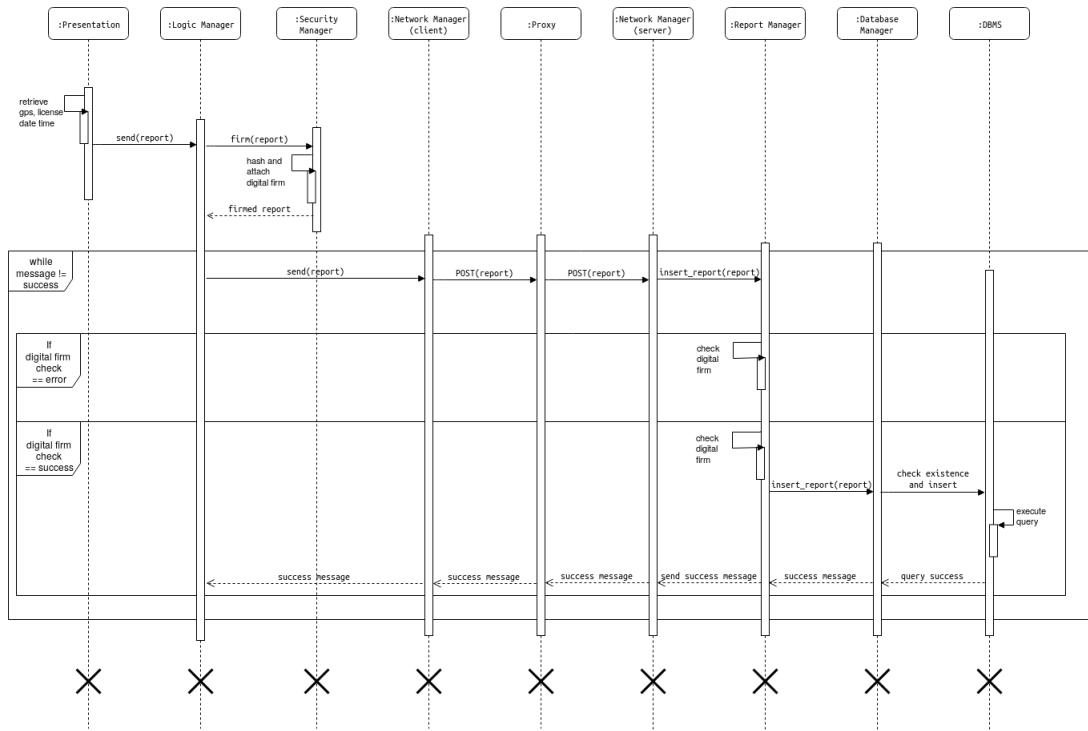 :Presentation
:Logic Manager
:Security
Manager
:Network Manager
(client)
:Proxy
:Network Manager
(server)
:Report Manager
:Database
Manager
:DBMS
retrieve
gps, license
date time
send(report)
firm(report)
hash and
attach
digital firm
firmed report
while
message !=
success
send(report)
POST(report)
POST(report)
insert_report(report)
If
digital firm
check
== error
check
digital
firm
If
digital firm
check
== success
check
digital
firm
insert_report(report)
check existence
and insert
execute
query
success message
success message
success message
send success message
success message
query success